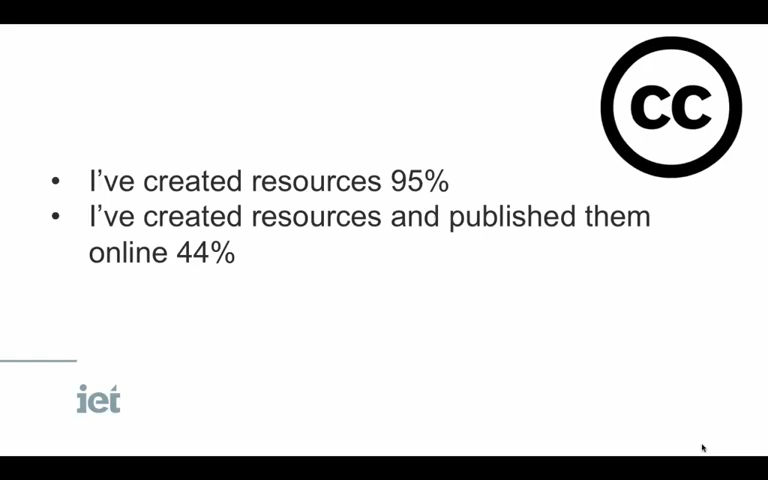 cc
• I've created resources 95%
• I've created resources and published them
online 44%
iet